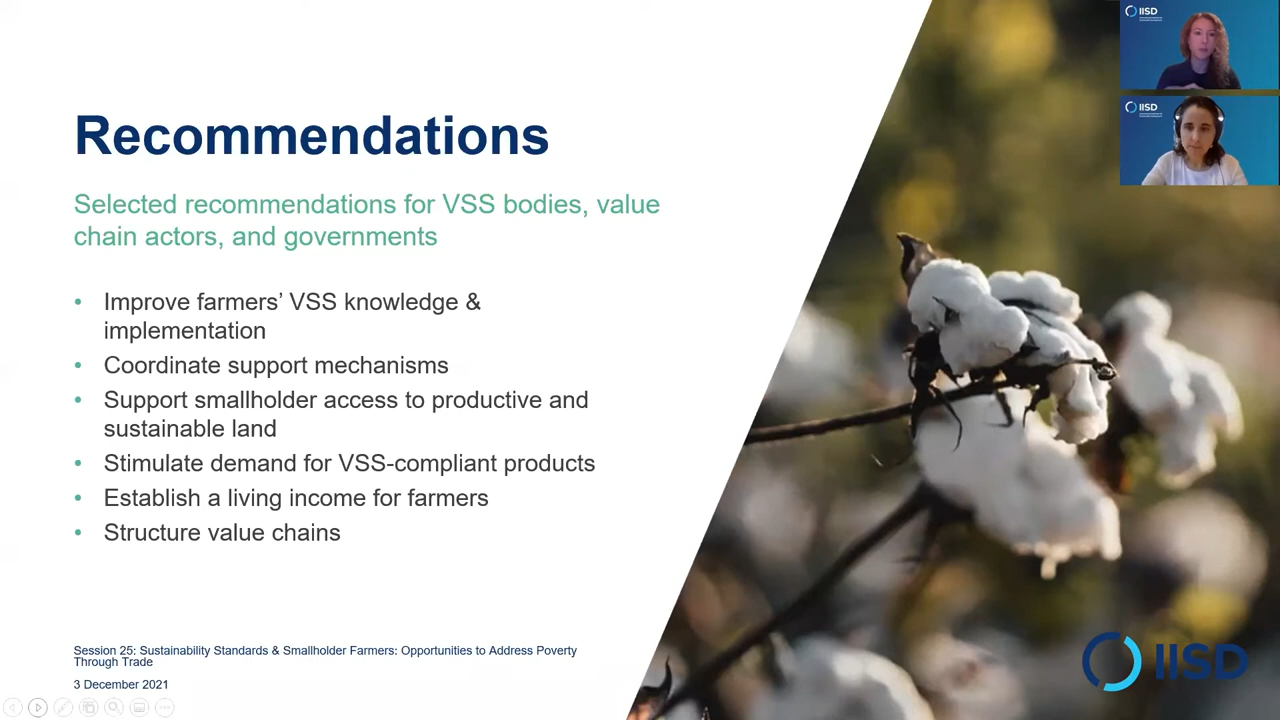 Recommendations
Selected recommendations for VSS bodies, value
chain actors, and governments
• Improve farmers’ VSS knowledge &
implementation
• Coordinate support mechanisms
• Support smallholder access to productive and
sustainable land
• Stimulate demand for VSS-compliant products
• Establish a living income for farmers
• Structure value chains
Session 25: Sustainability Standards & Smallholder Farmers: Opportunities to Address Poverty
Through Trade
3 December 2021
IISD
IISD
IISD